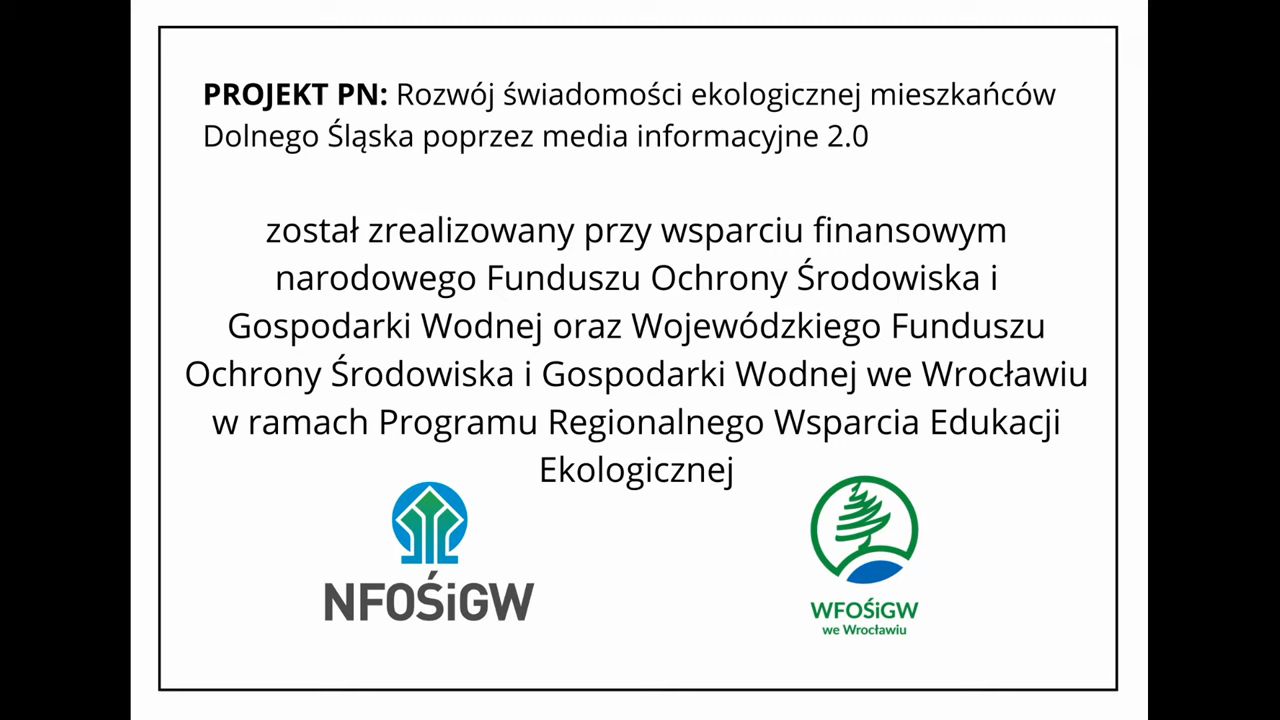 PROJEKT PN: Rozwój świadomości ekologicznej mieszkańców
Dolnego Śląska poprzez media informacyjne 2.0
został zrealizowany przy wsparciu finansowym
narodowego Funduszu Ochrony Środowiska i
Gospodarki Wodnej oraz Wojewódzkiego Funduszu
Ochrony Środowiska i Gospodarki Wodnej we Wrocławiu
w ramach Programu Regionalnego Wsparcia Edukacji
Ekologicznej
NFOŚiGW
WFOŚiGW
we Wrocławiu